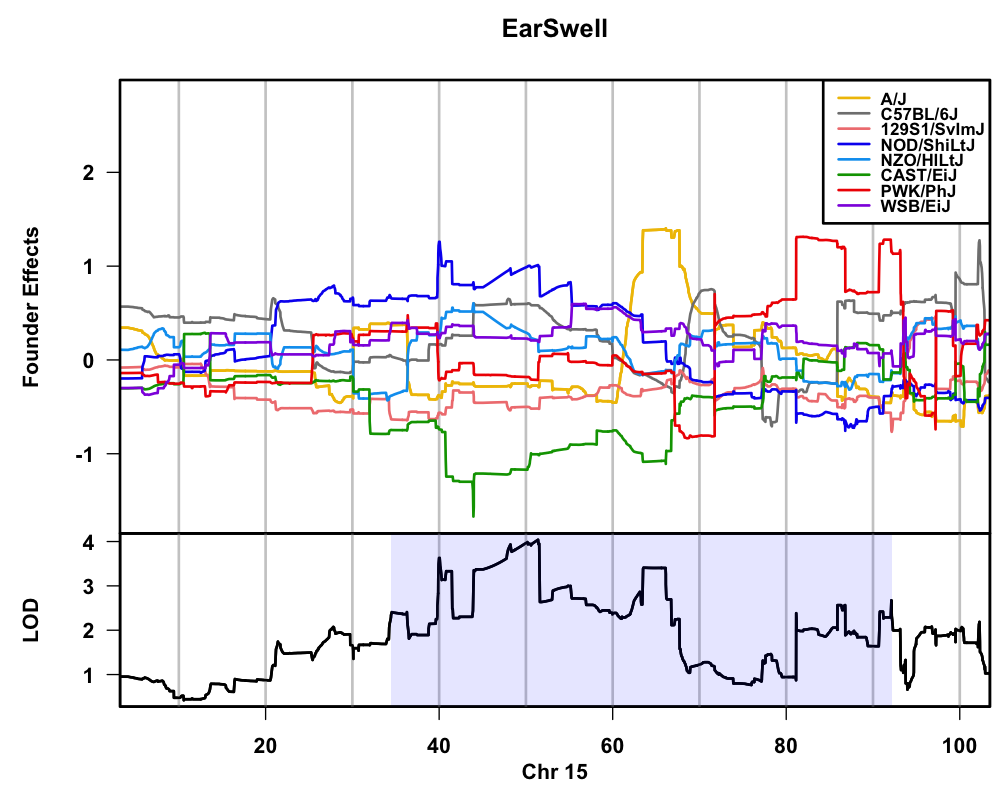 EarSwell
A/J
C57BL/6J
129S1/SvImJ
NOD/ShiLtJ
NZO/HlLtJ
CAST/EiJ
PWK/PhJ
WSB/EiJ
Founder Effects
2
1
0
-1
LOD
4
3
2
1
20 40 60 80 100
Chr 15